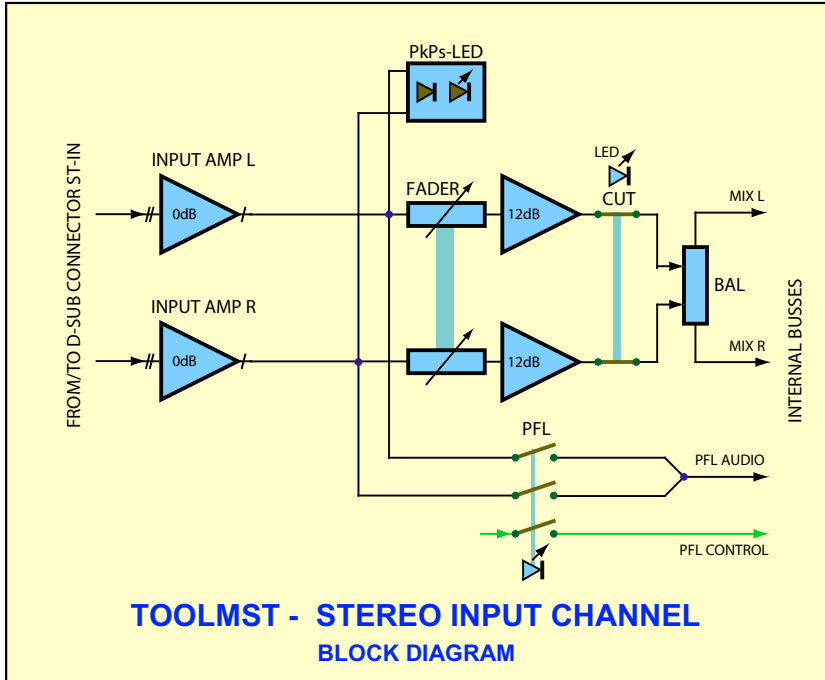 PkPs-LED
INPUT AMP L
0dB
FADER
12dB
LED
CUT
MIX L
FROM/TO D-SUB CONNECTOR ST-IN
BAL
INTERNAL BUSSES
INPUT AMP R
0dB
12dB
MIX R
PFL
PFL AUDIO
PFL CONTROL
TOOLMST - STEREO INPUT CHANNEL
BLOCK DIAGRAM